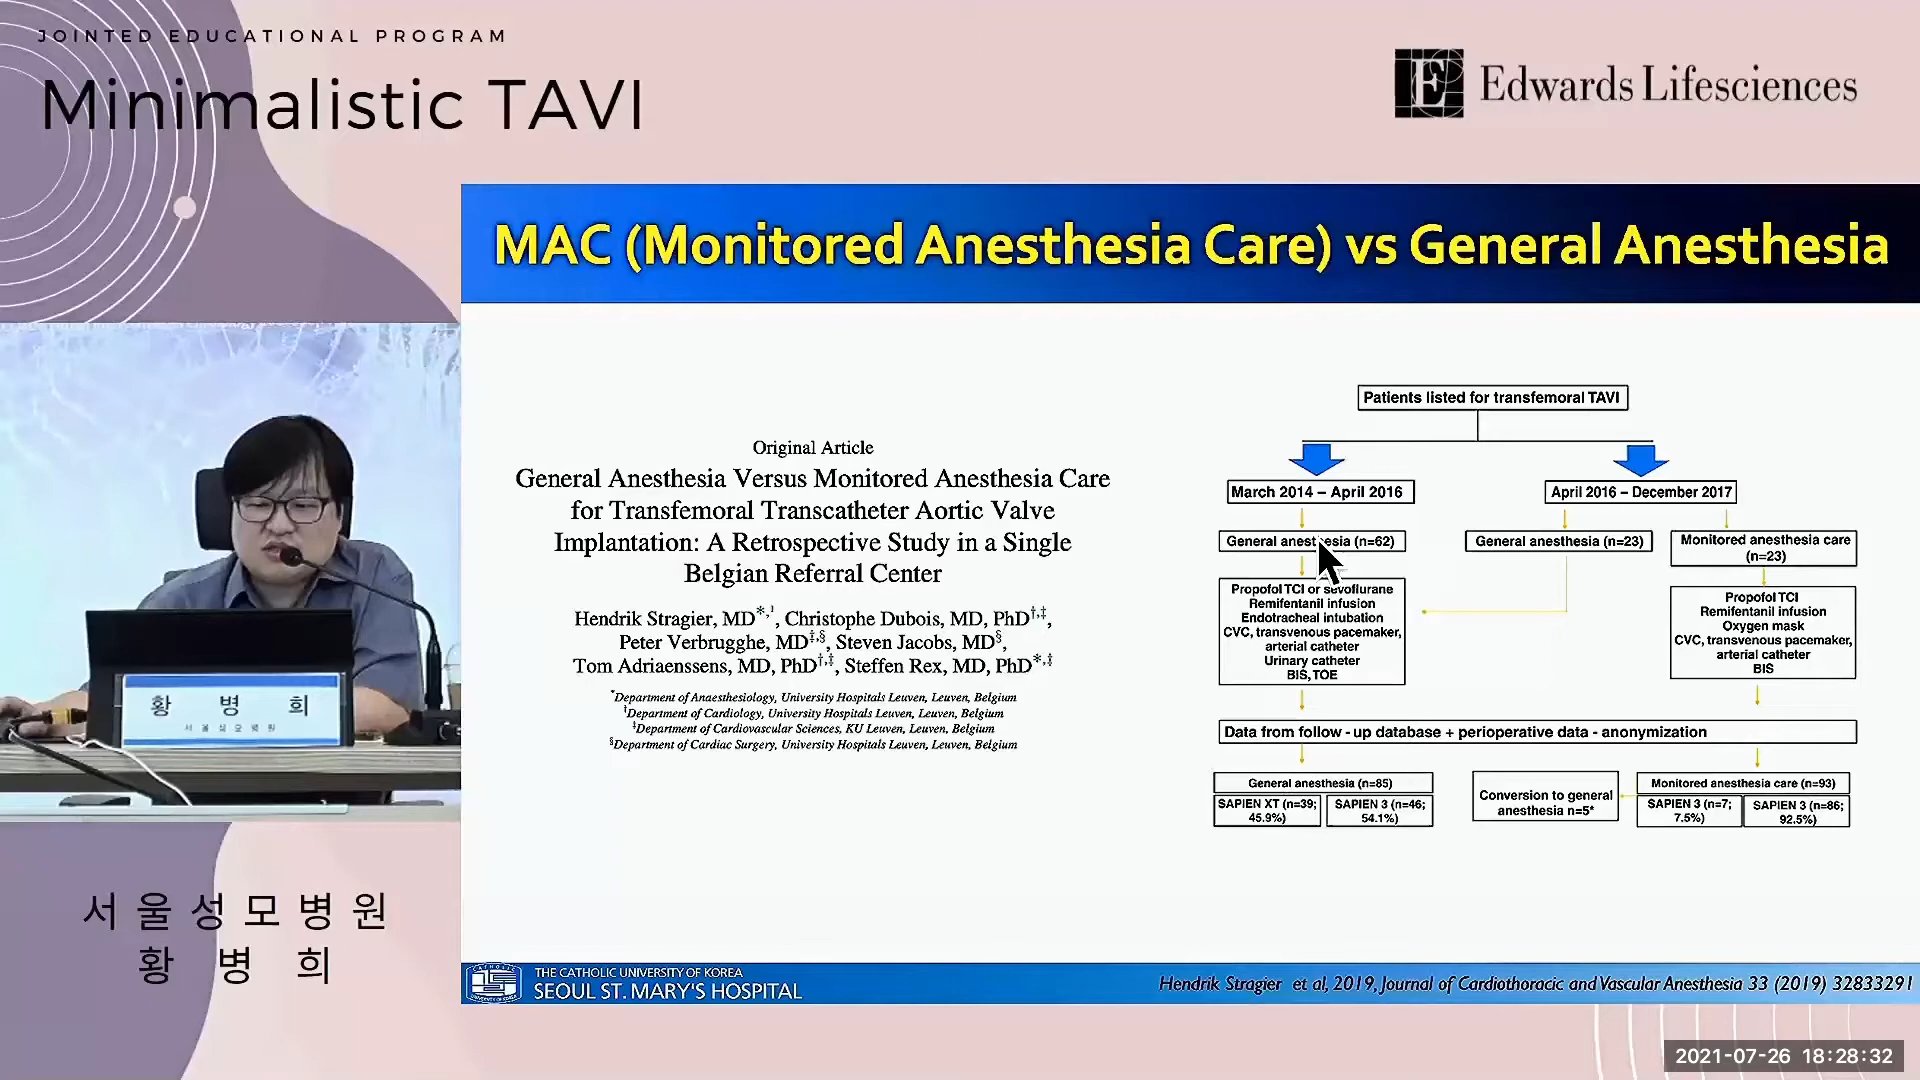 JOINTED EDUCATIONAL PROGRAM
Minimalistic TAVI
E Edwards Lifesciences
MAC (Monitored Anesthesia Care) vs General Anesthesia
Original Article
General Anesthesia Versus Monitored Anesthesia Care
for Transfemoral Transcatheter Aortic Valve
Implantation: A Retrospective Study in a Single
Belgian Referral Center
Hendrik Stragier, MD*,¹, Christophe Dubois, MD, PhD†,‡,
Peter Verbrugghe, MD‡,§, Steven Jacobs, MD§,
Tom Adriaenssens, MD, PhD†,‡, Steffen Rex, MD, PhD*,‡
*Department of Anaesthesiology, University Hospitals Leuven, Leuven, Belgium
†Department of Cardiology, University Hospitals Leuven, Leuven, Belgium
‡Department of Cardiovascular Sciences, KU Leuven, Leuven, Belgium
§Department of Cardiac Surgery, University Hospitals Leuven, Leuven, Belgium
Patients listed for transfemoral TAVI
March 2014 – April 2016
April 2016 – December 2017
General anesthesia (n=62)
General anesthesia (n=23)
Monitored anesthesia care
(n=23)
Propofol TCI or sevoflurane
Remifentanil infusion
Endotracheal intubation
CVC, transvenous pacemaker,
arterial catheter
Urinary catheter
BIS, TOE
Propofol TCI
Remifentanil infusion
Oxygen mask
CVC, transvenous pacemaker,
arterial catheter
BIS
Data from follow - up database + perioperative data - anonymization
General anesthesia (n=85)
SAPIEN XT (n=39;
45.9%)
SAPIEN 3 (n=46;
54.1%)
Conversion to general
anesthesia n=5*
Monitored anesthesia care (n=93)
SAPIEN 3 (n=7;
7.5%)
SAPIEN 3 (n=86;
92.5%)
黄 병 희
서울성모병원
서울성모병원
황 병 희
THE CATHOLIC UNIVERSITY OF KOREA
SEOUL ST. MARY'S HOSPITAL
Hendrik Stragier et al, 2019, Journal of Cardiothoracic and Vascular Anesthesia 33 (2019) 32833291
2021-07-26 18:28:32